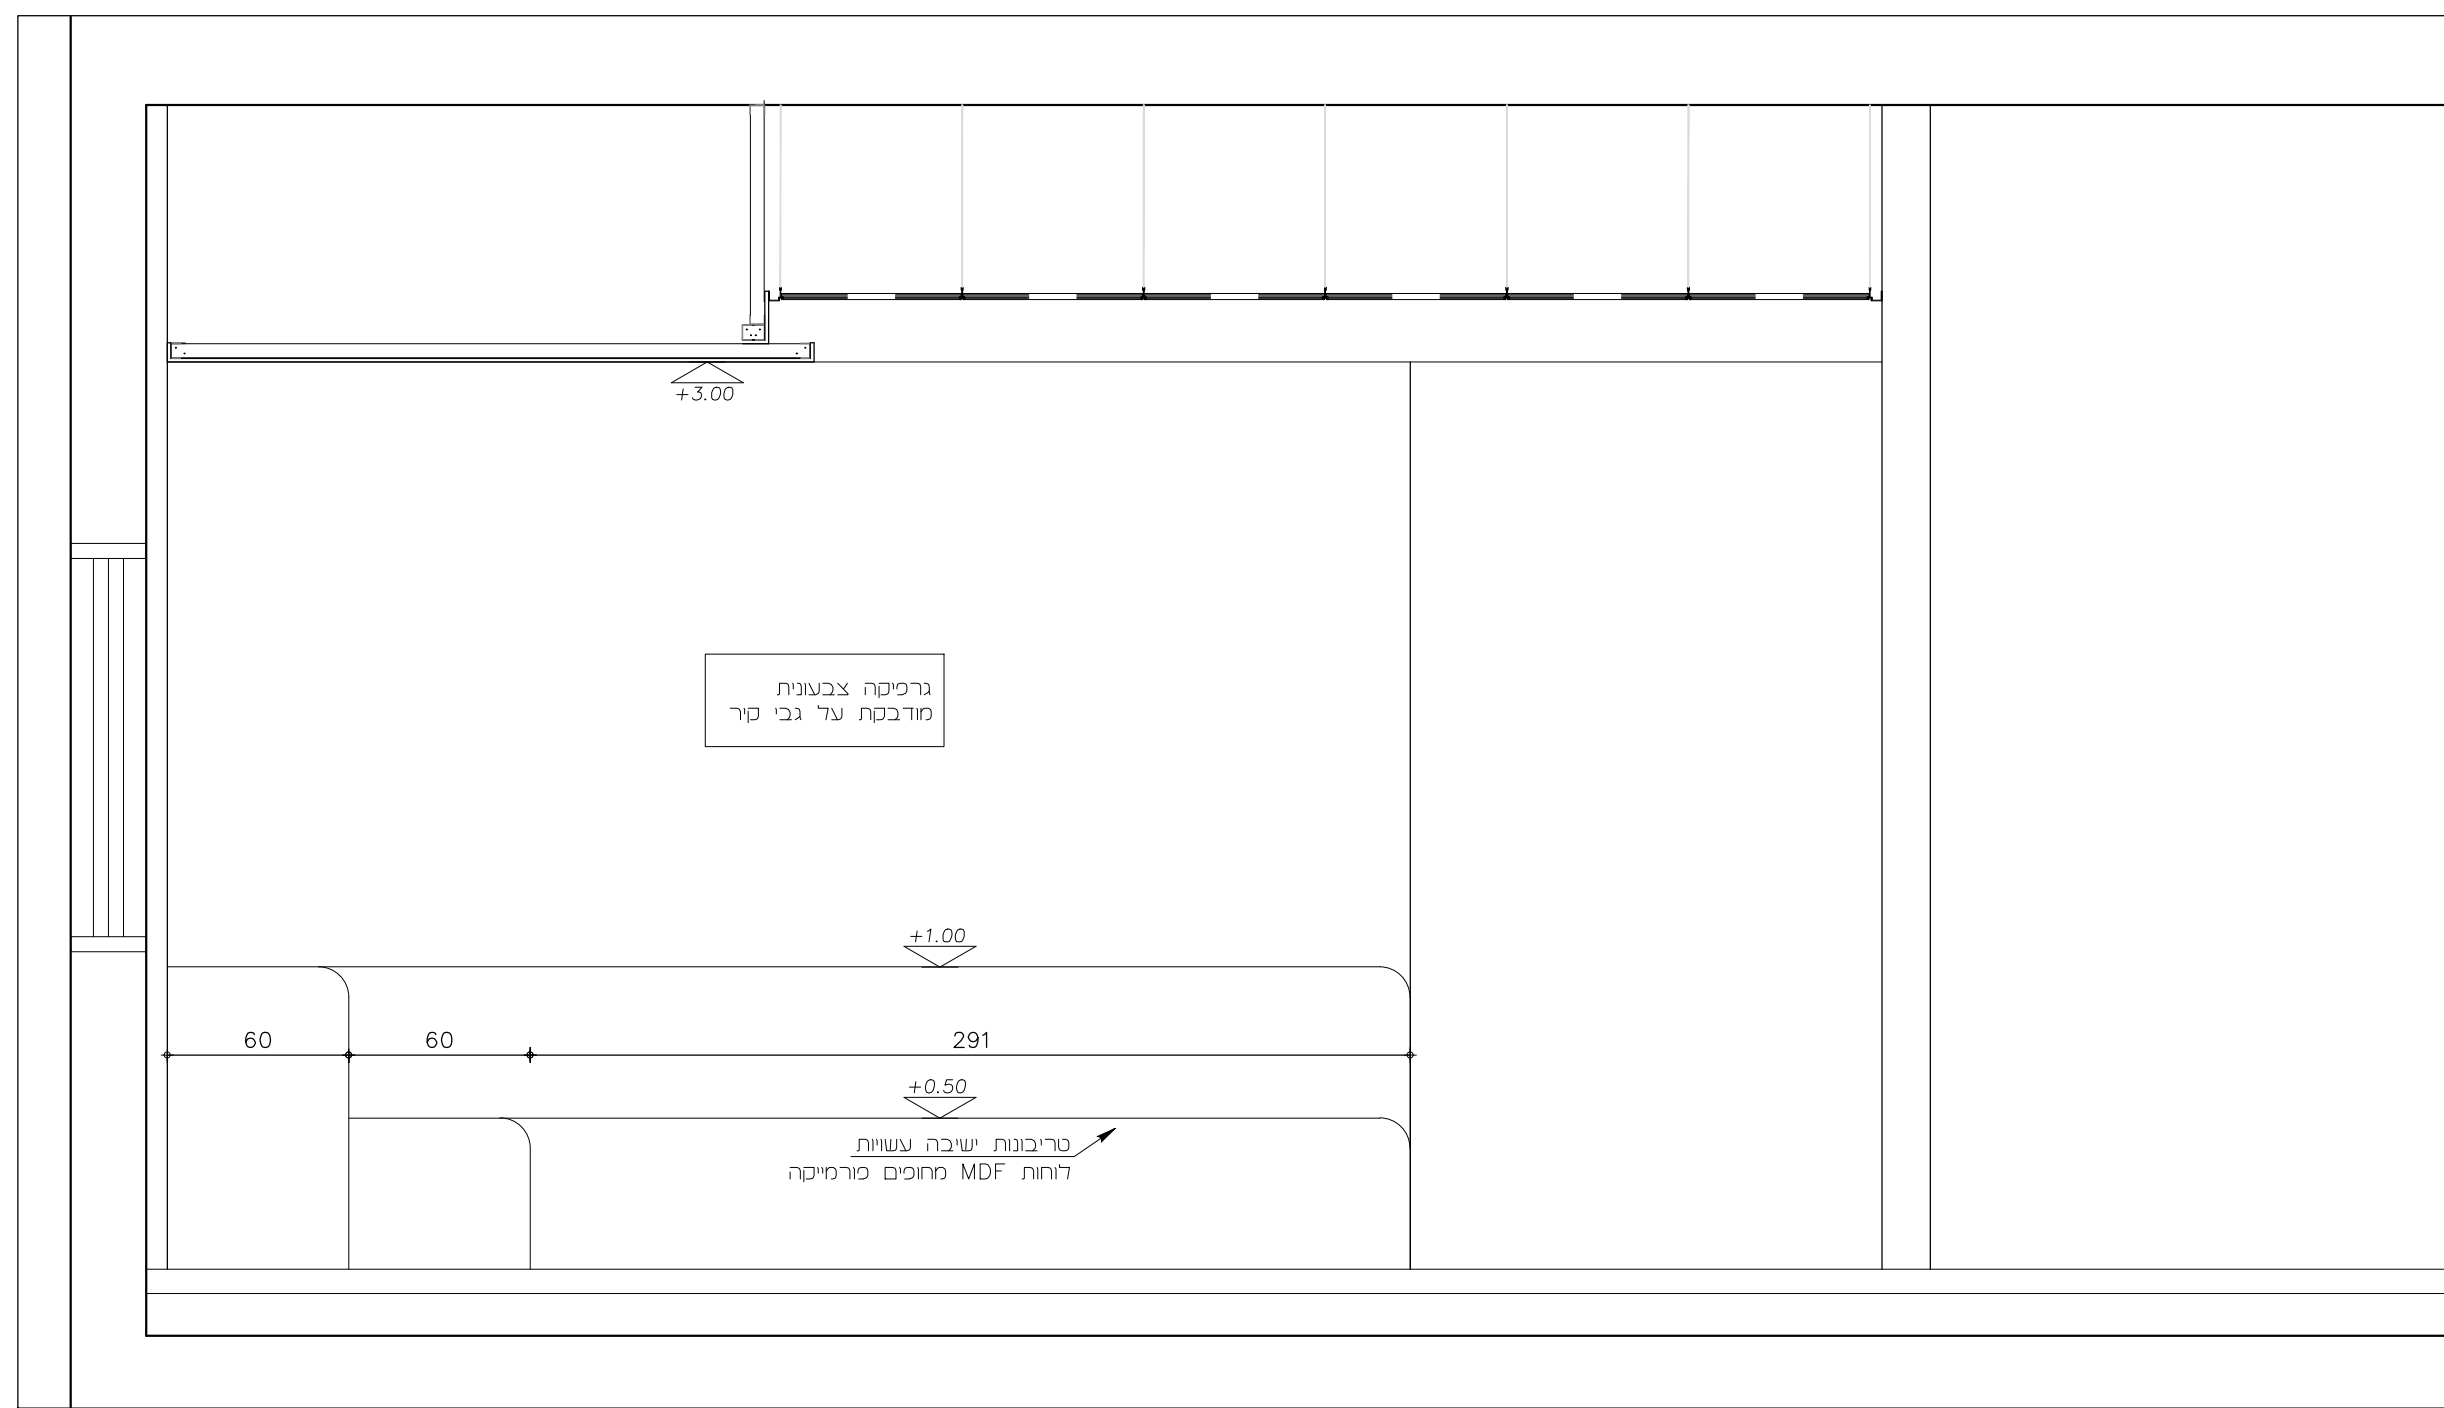 +3.00
גרפיקה צבעונית
מודבקת על גבי קיר
+1.00
60 60 291
+0.50
טריבונות ישיבה עשויות
לוחות MDF מחופים פורמייקה